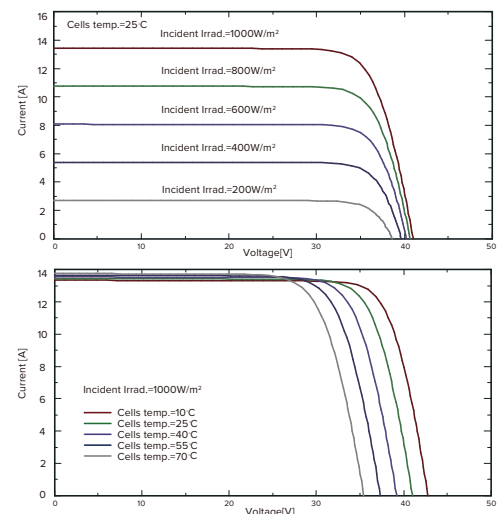 16
Cells temp.=25°C
Incident Irrad.=1000W/m²
14
12
Incident Irrad.=800W/m²
10
Incident Irrad.=600W/m²
8
Incident Irrad.=400W/m²
6
4
Incident Irrad.=200W/m²
2
0
Current [A]
0 10 20 30 40 50
Voltage[V]
14
12
10
8
6
4
2
0
Current [A]
Incident Irrad.=1000W/m²
Cells temp.=10°C
Cells temp.=25°C
Cells temp.=40°C
Cells temp.=55°C
Cells temp.=70°C
0 10 20 30 40 50
Voltage[V]